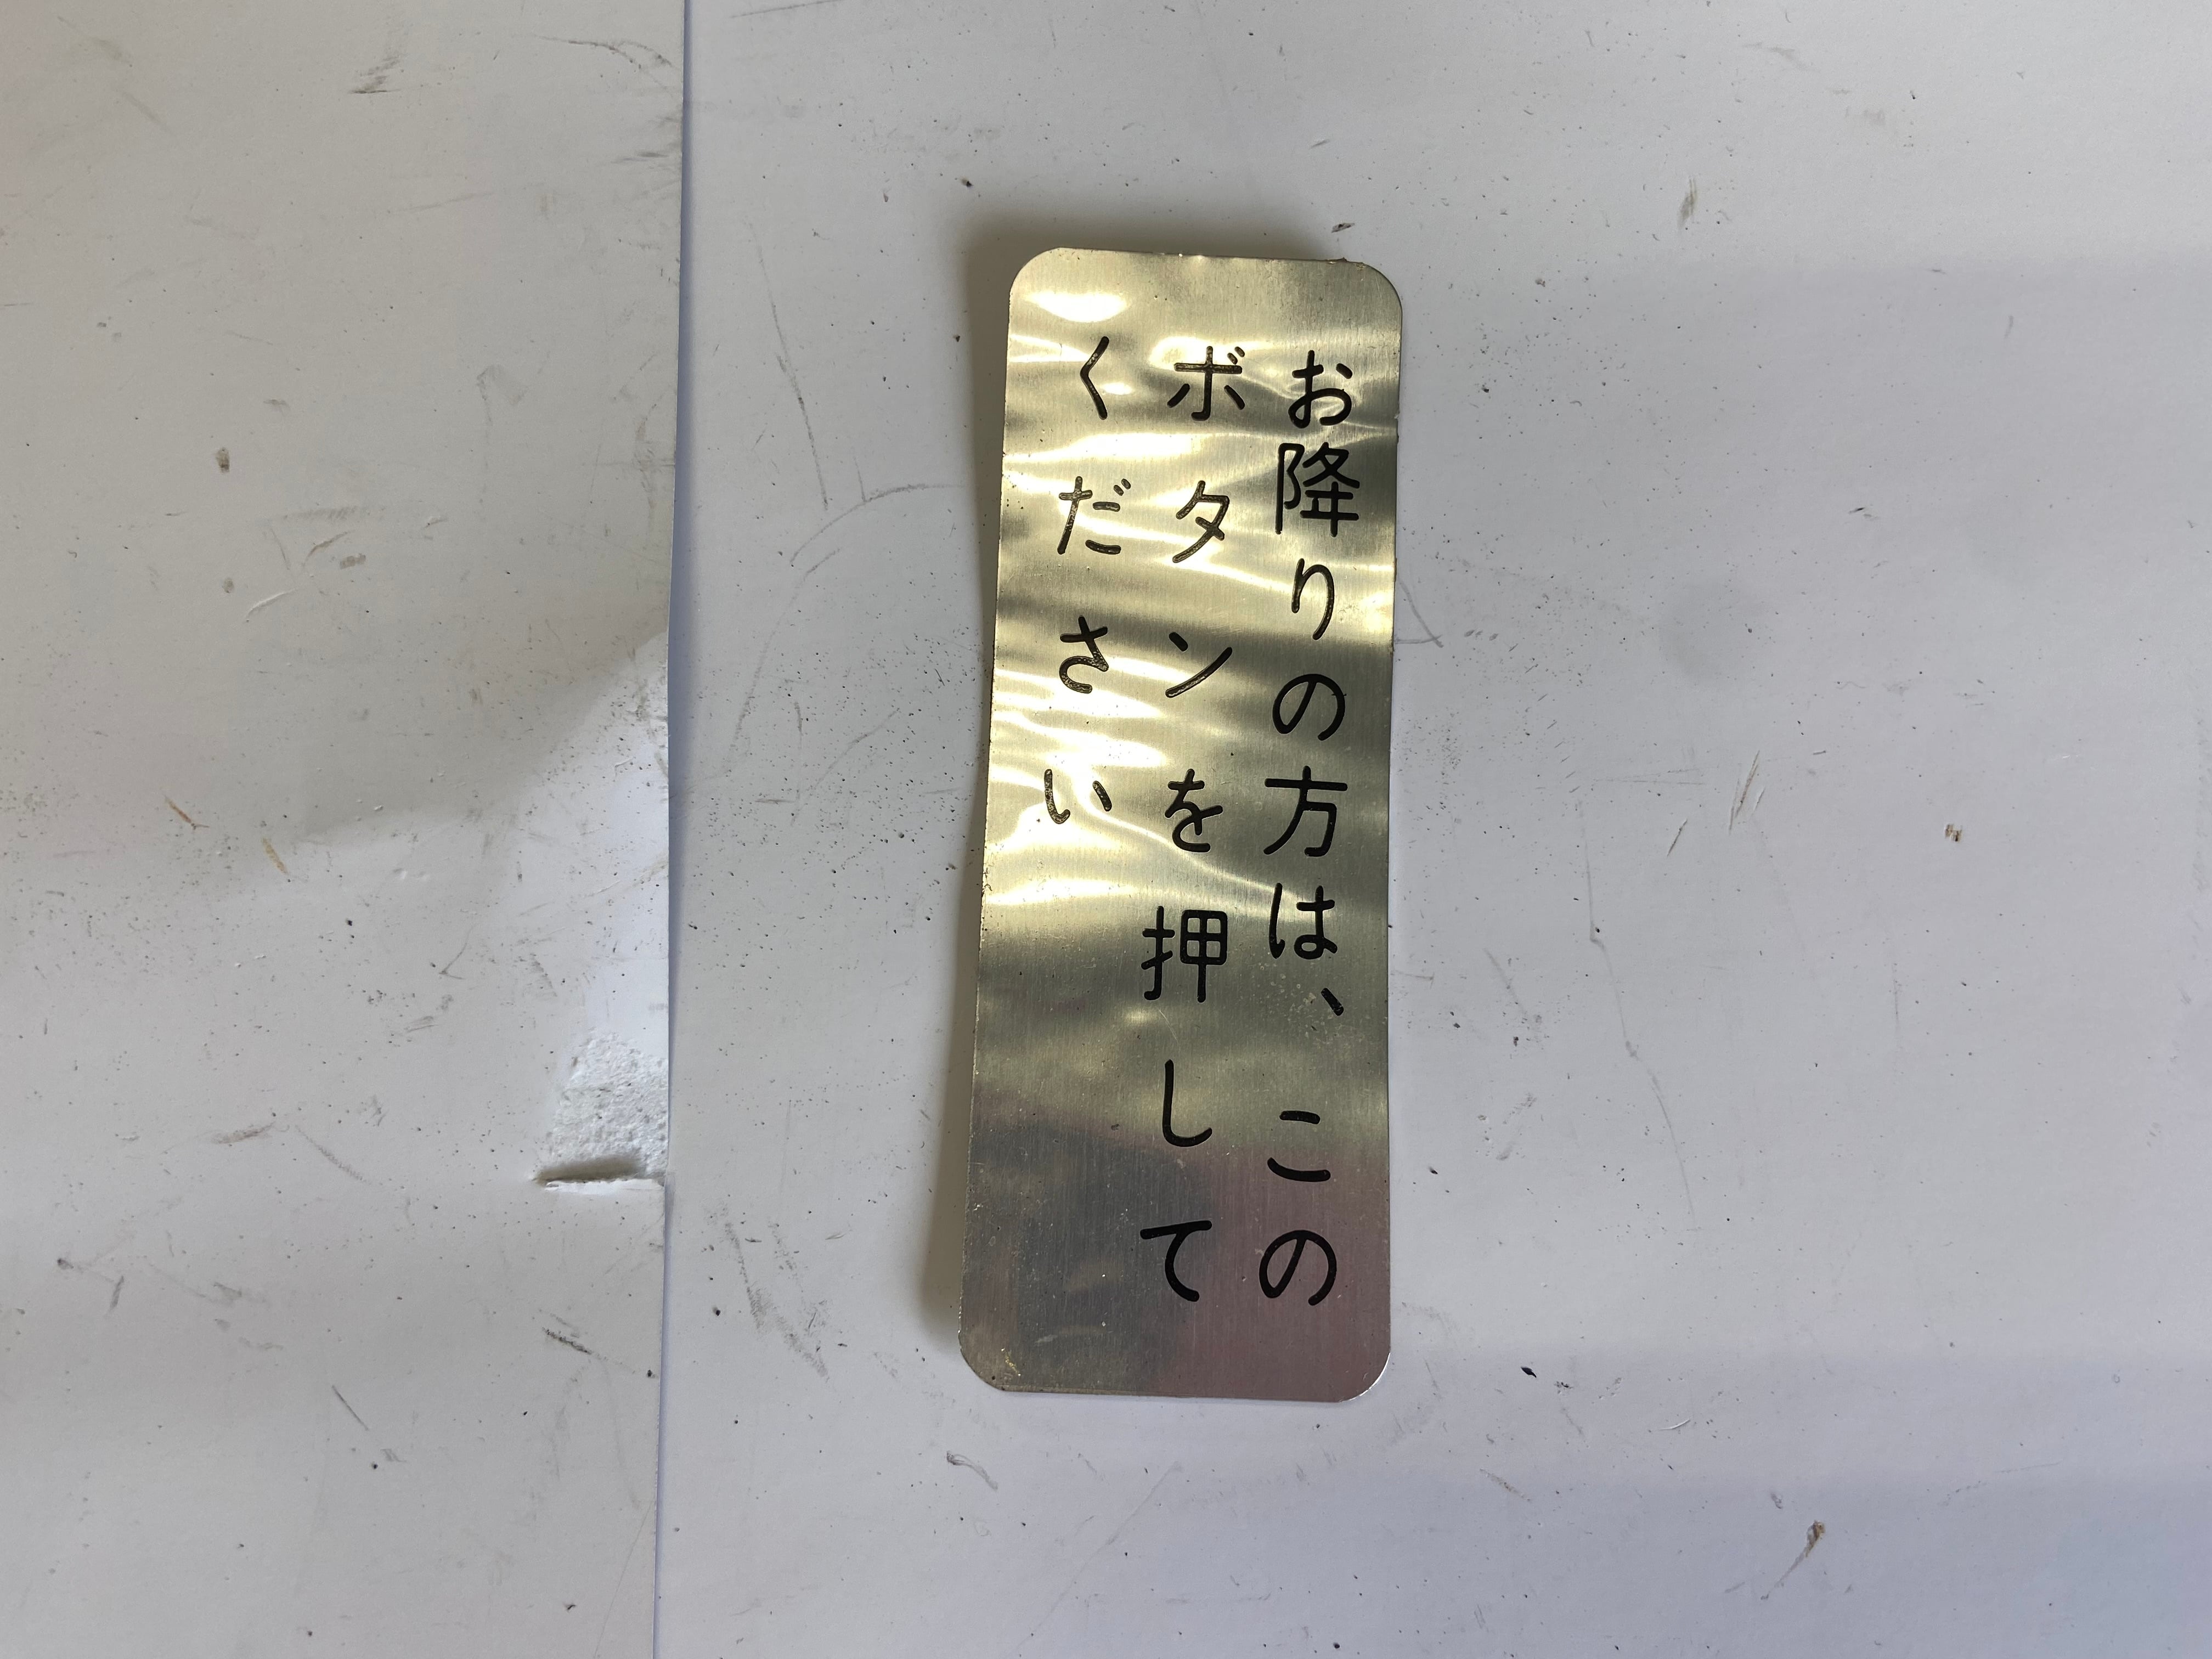 お降りの方は、この
ボタンを押して
ください